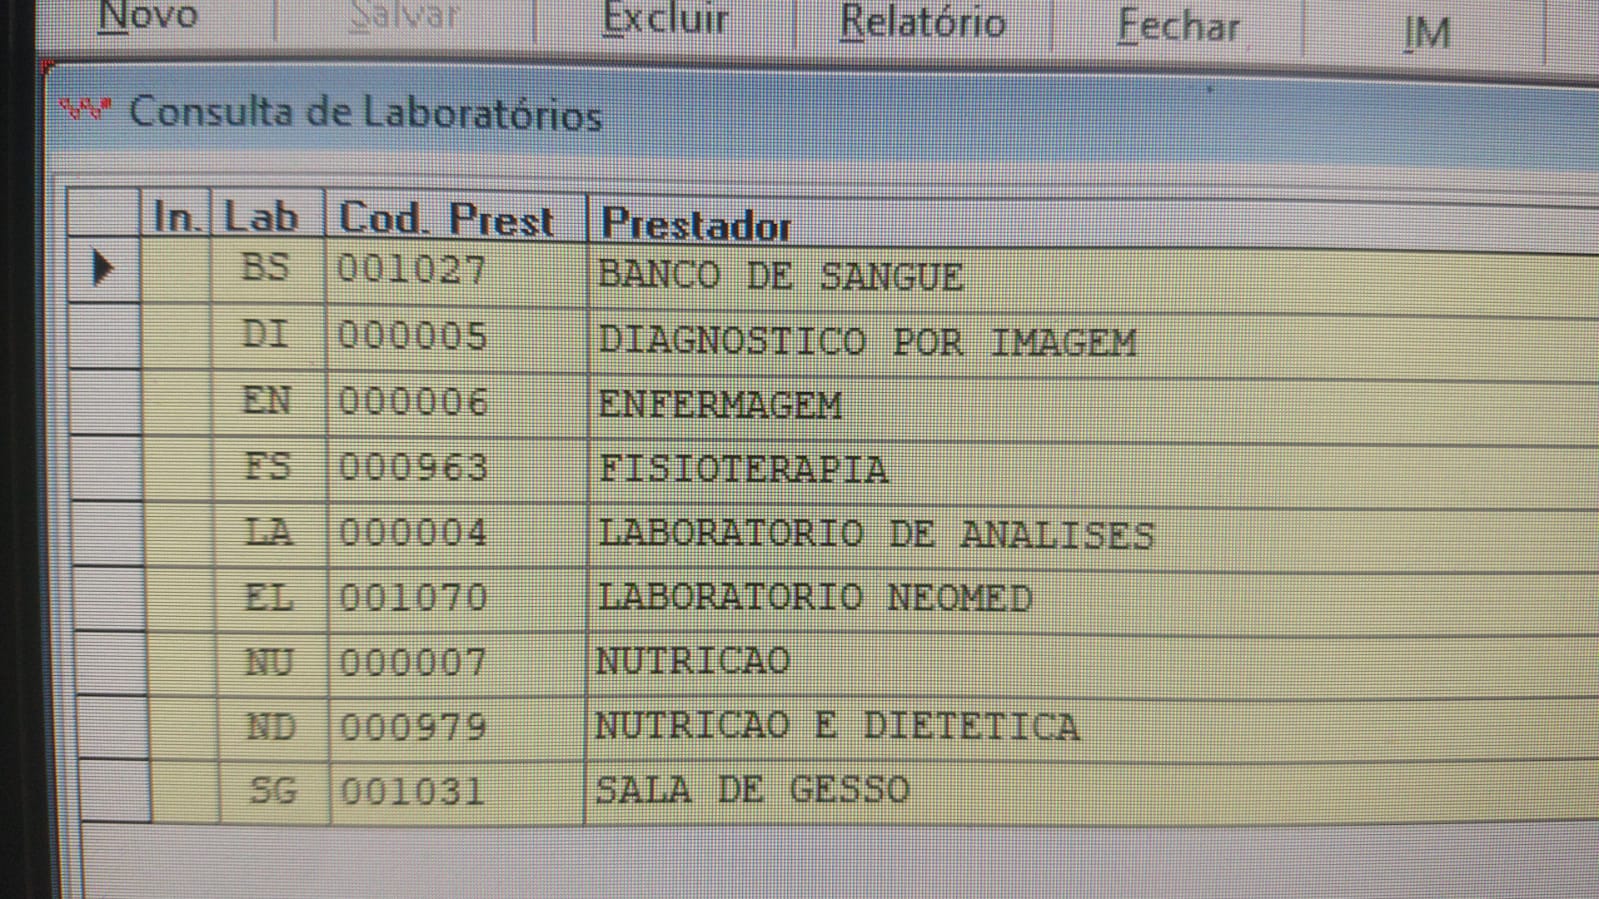 Novo Salvar Excluir Relatório Fechar IM
Consulta de Laboratórios
In. Lab Cod. Prest Prestador
BS 001027 BANCO DE SANGUE
DI 000005 DIAGNOSTICO POR IMAGEM
EN 000006 ENFERMAGEM
FS 000963 FISIOTERAPIA
LA 000004 LABORATORIO DE ANALISES
EL 001070 LABORATORIO NEOMED
NU 000007 NUTRICAO
ND 000979 NUTRICAO E DIETETICA
SG 001031 SALA DE GESSO